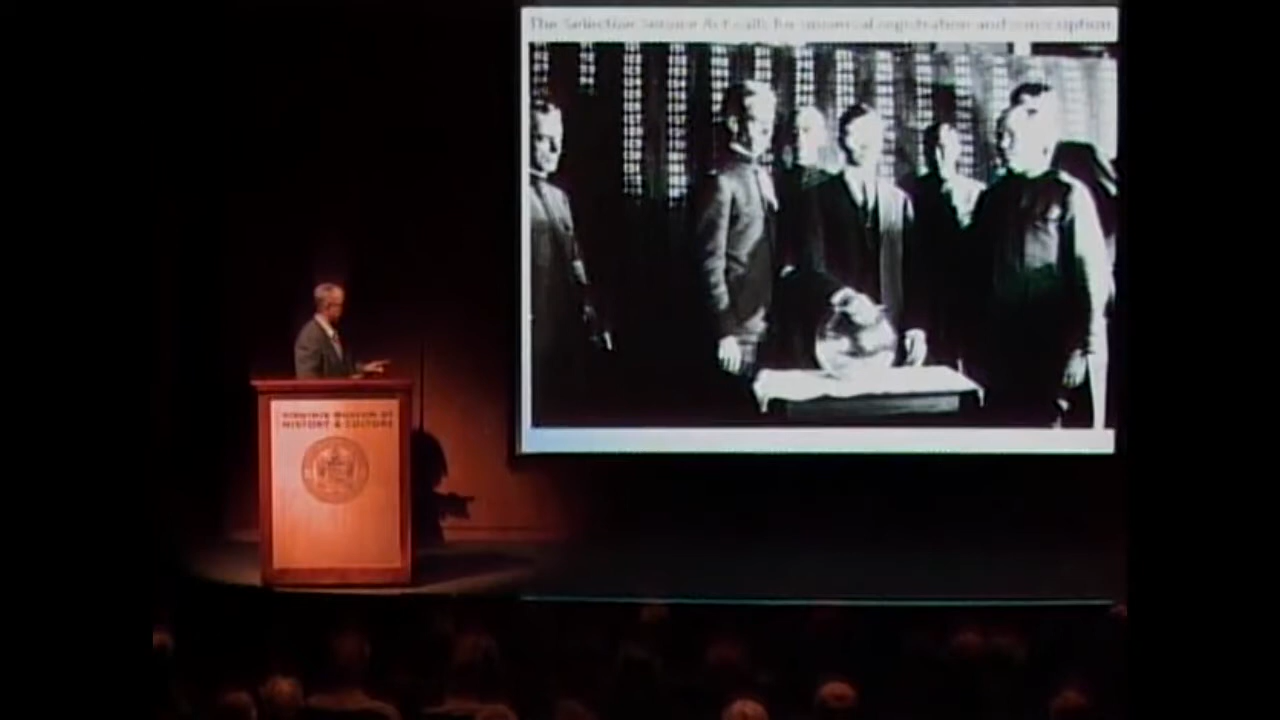 The Selective Service Act calls for universal registration and conscription
VIRGINIA MUSEUM OF
HISTORY & CULTURE